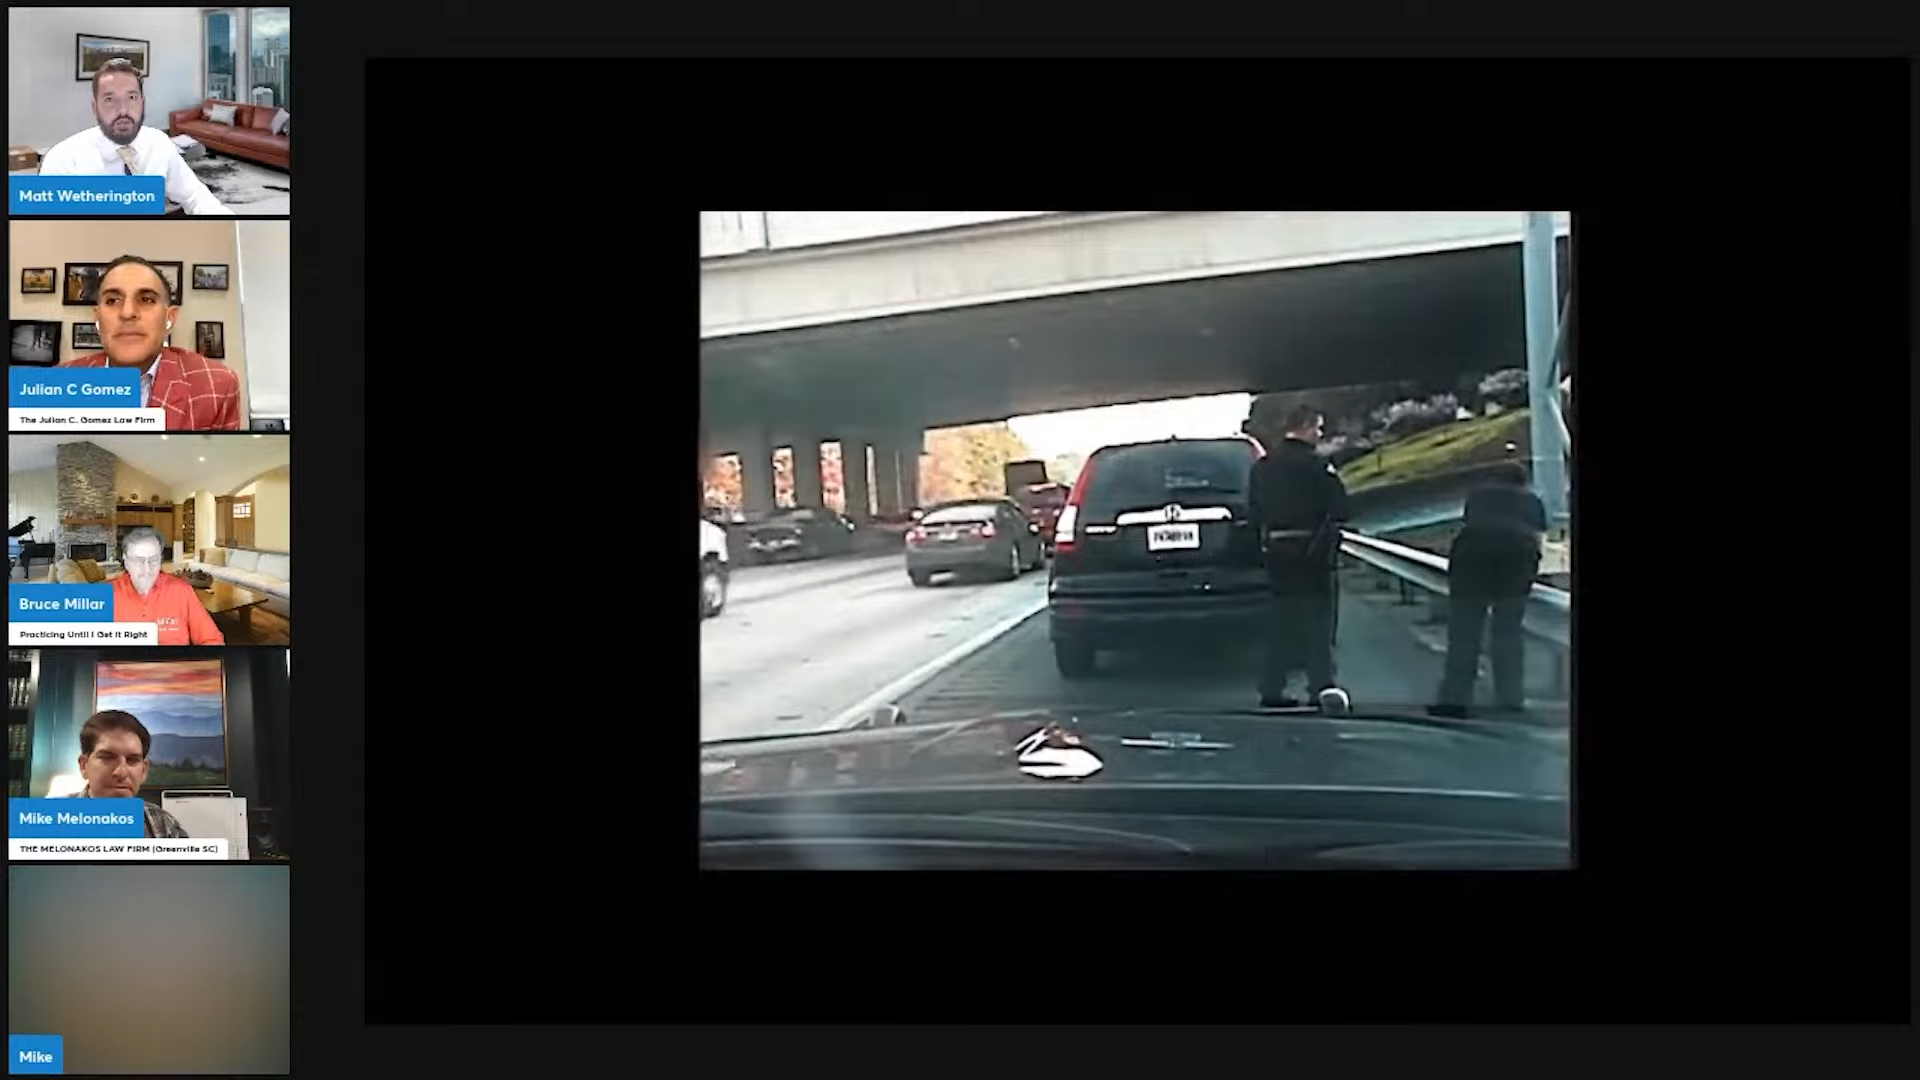 Matt Wetherington
Julian C Gomez
The Julian C. Gomez Law Firm
Bruce Millar
Practicing Until I Get It Right
Mike Melonakos
THE MELONAKOS LAW FIRM (Greenville SC)
Mike